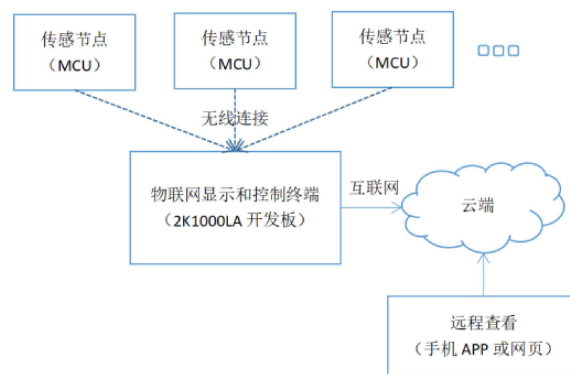 传感节点
（MCU）
传感节点
（MCU）
传感节点
（MCU）
无线连接
物联网显示和控制终端
（2K1000LA 开发板）
互联网
云端
远程查看
（手机 APP 或网页）